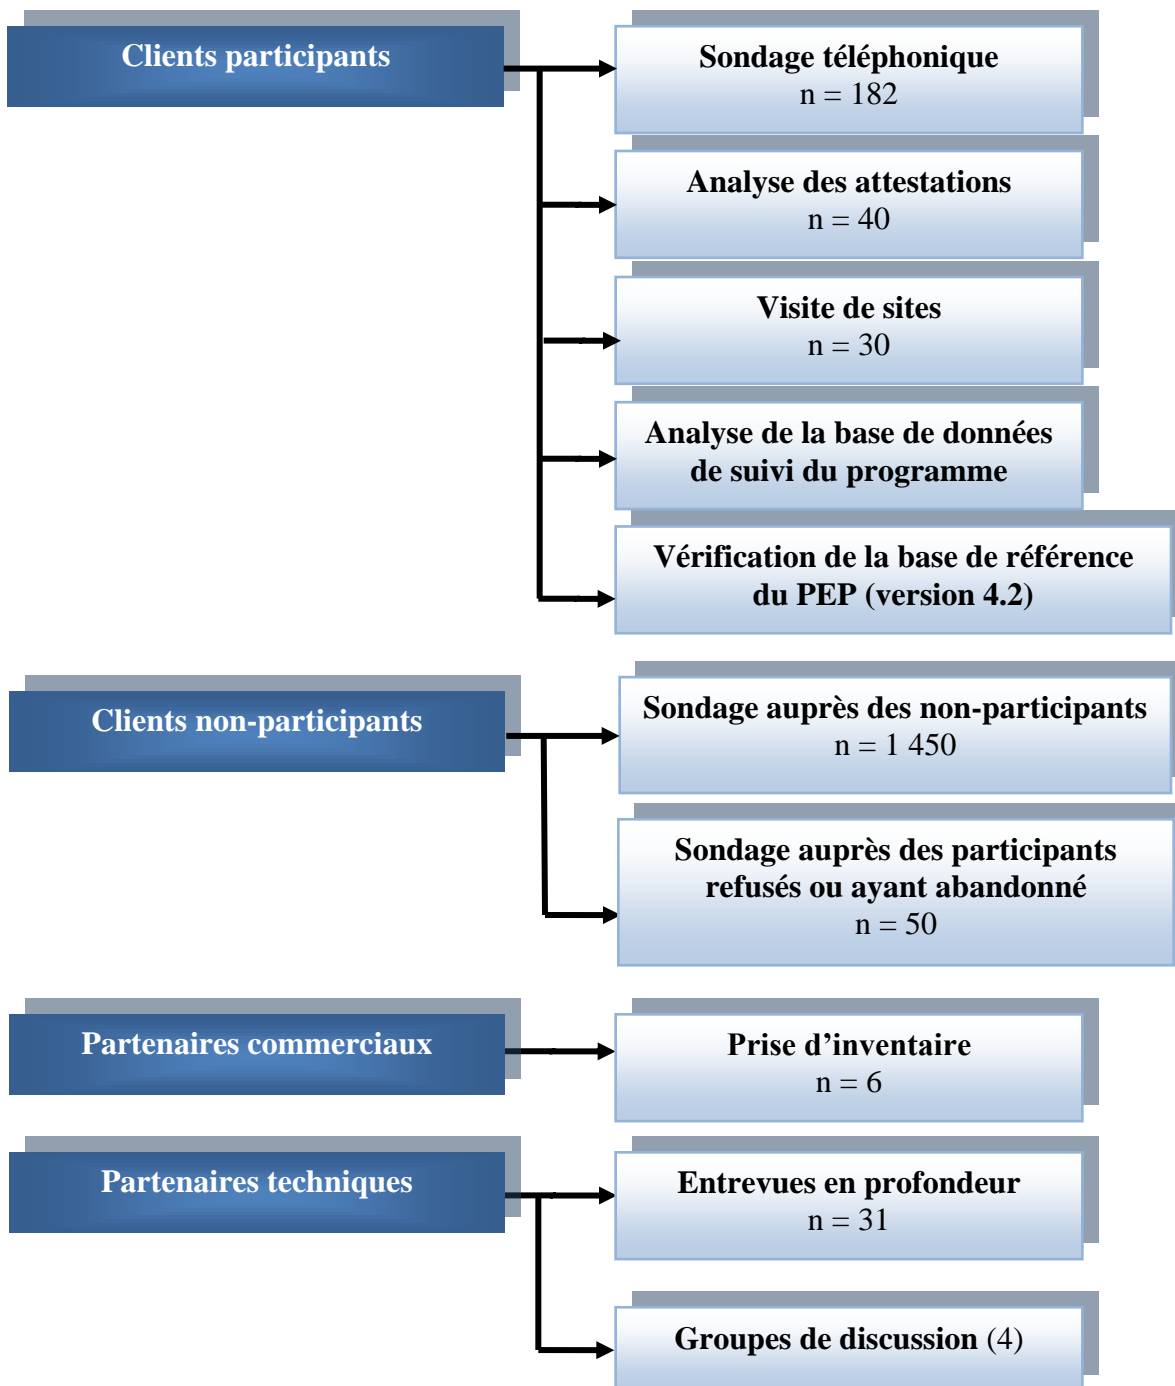 Clients participants
Sondage téléphonique
n = 182
Analyse des attestations
n = 40
Visite de sites
n = 30
Analyse de la base de données
de suivi du programme
Vérification de la base de référence
du PEP (version 4.2)
Clients non-participants
Sondage auprès des non-participants
n = 1 450
Sondage auprès des participants
refusés ou ayant abandonné
n = 50
Partenaires commerciaux
Prise d’inventaire
n = 6
Partenaires techniques
Entrevues en profondeur
n = 31
Groupes de discussion (4)